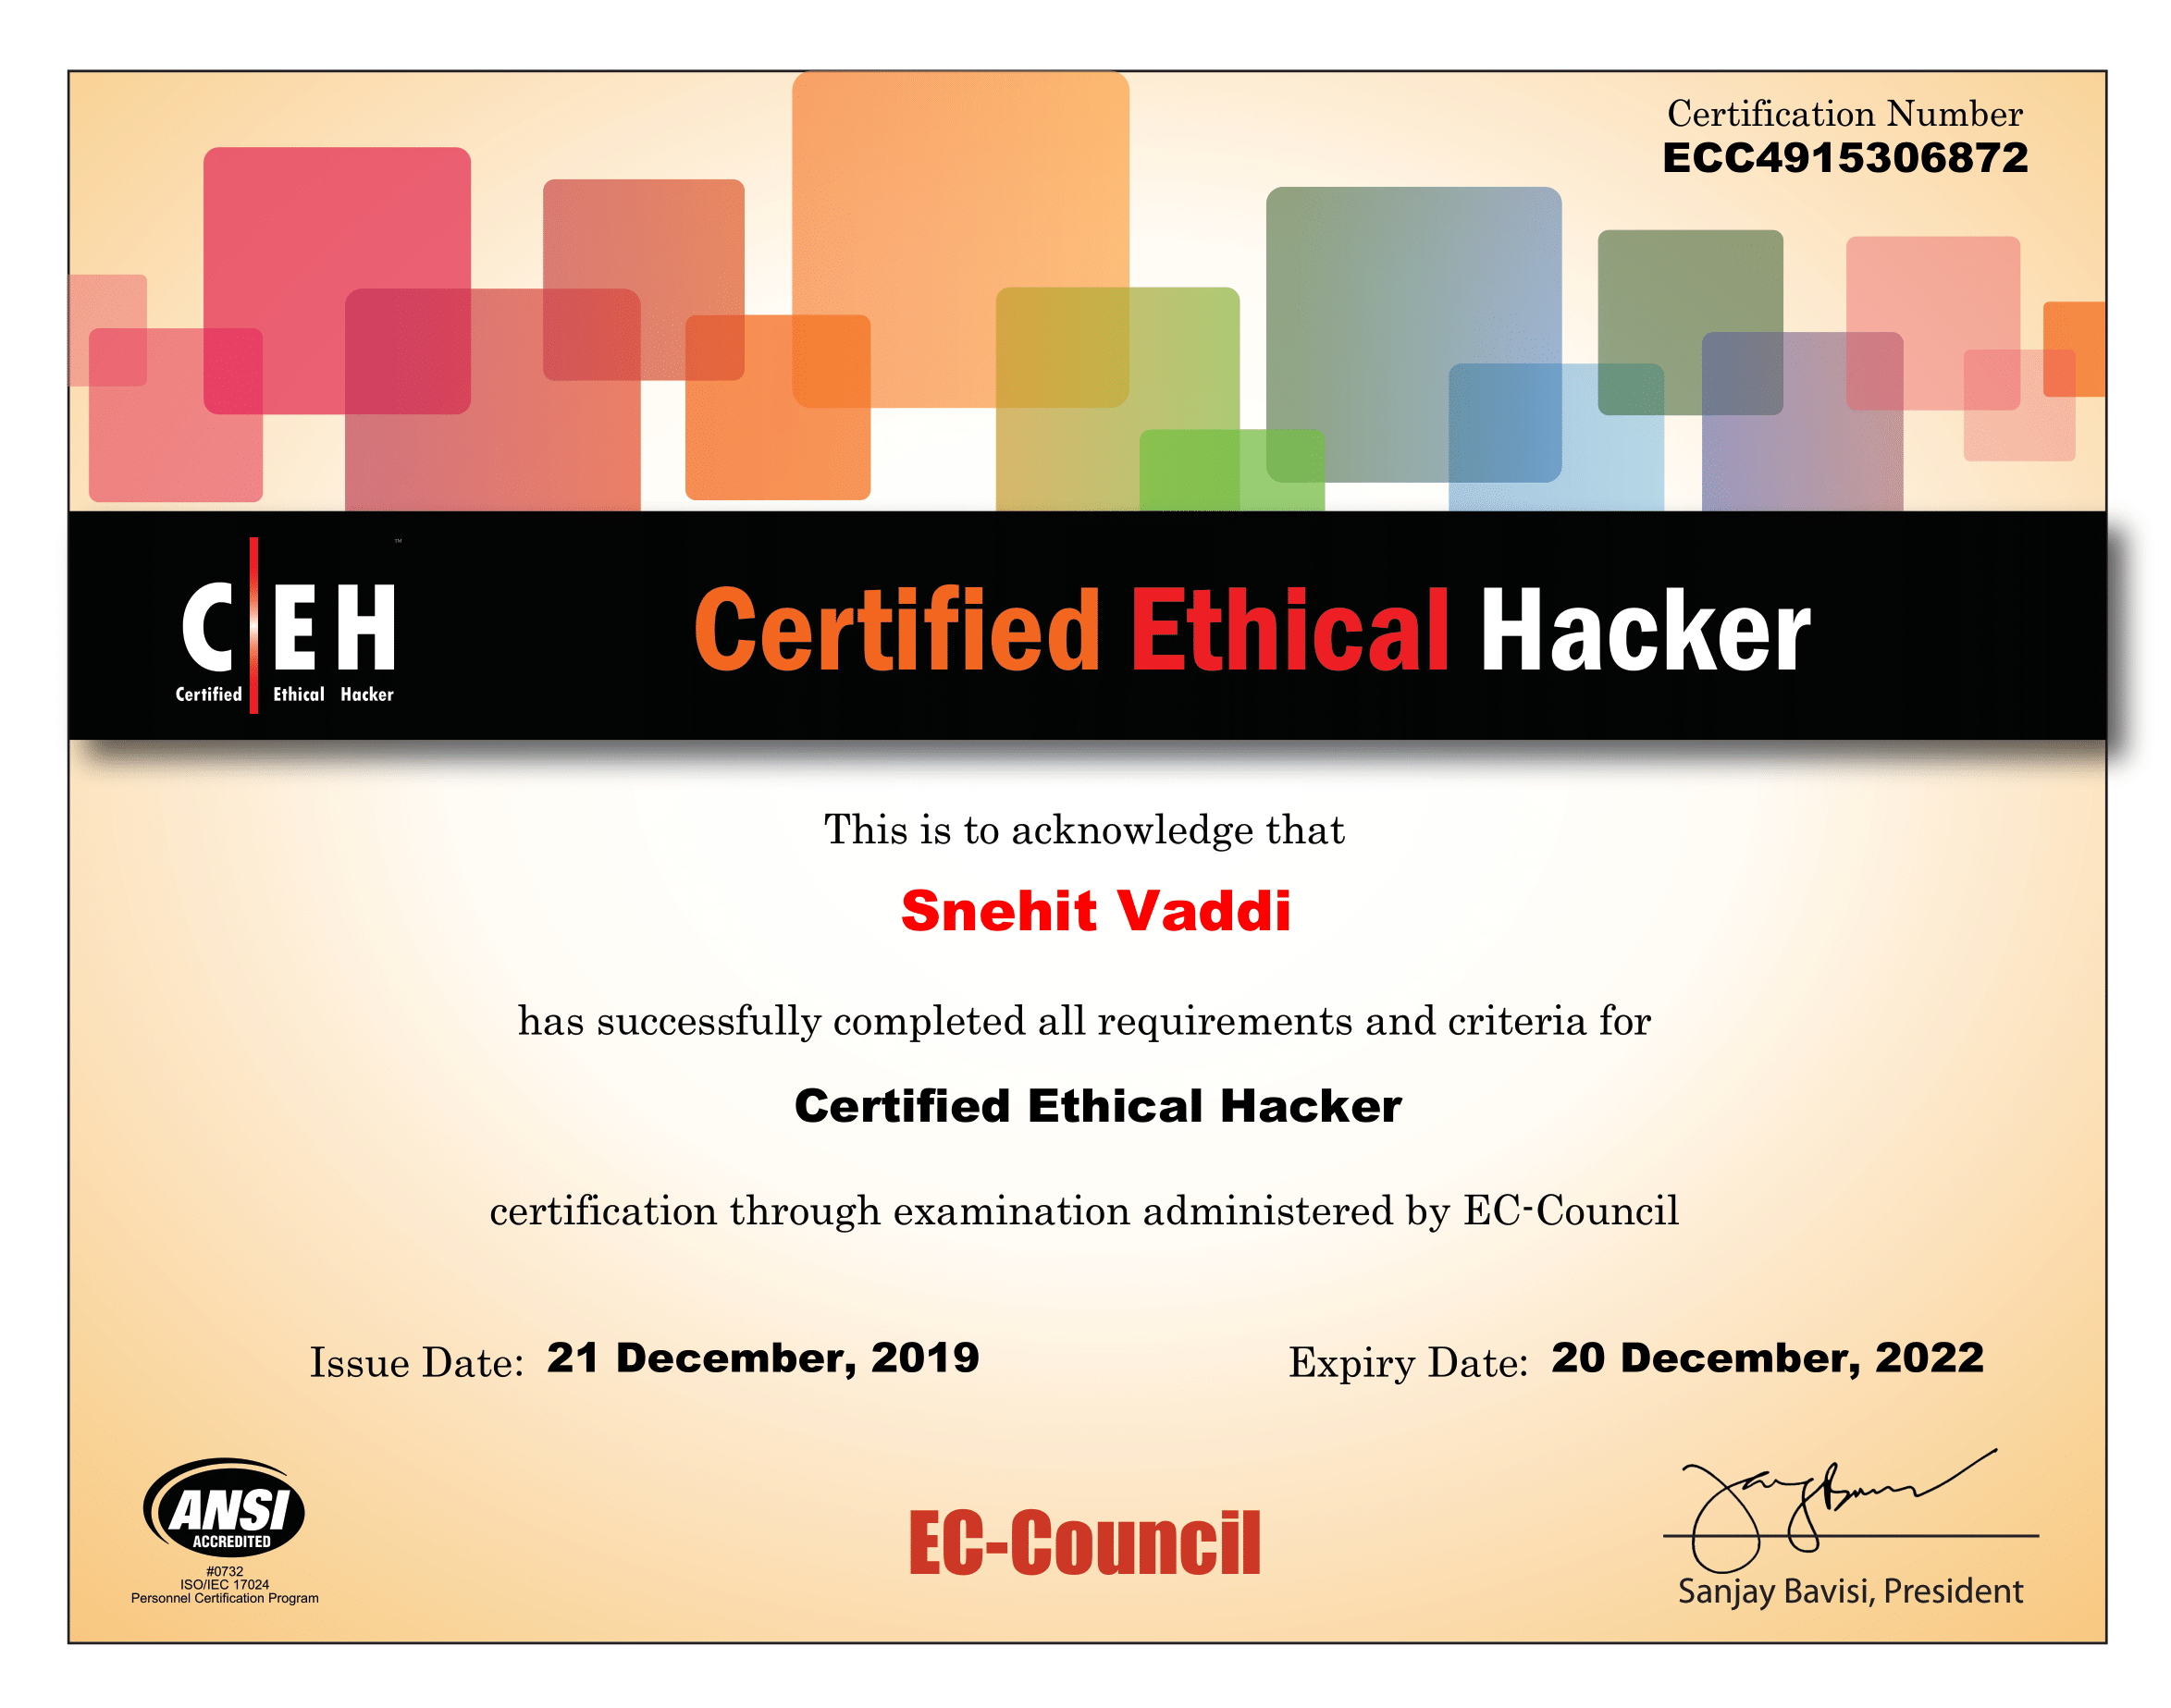 Certification Number
ECC4915306872
CEH
™
Certified Ethical Hacker
Certified Ethical Hacker
This is to acknowledge that
Snehit Vaddi
has successfully completed all requirements and criteria for
Certified Ethical Hacker
certification through examination administered by EC-Council
Issue Date: 21 December, 2019 Expiry Date: 20 December, 2022
ANSI
ACCREDITED
#0732
ISO/IEC 17024
Personnel Certification Program
EC-Council
Sanjay Bavisi, President